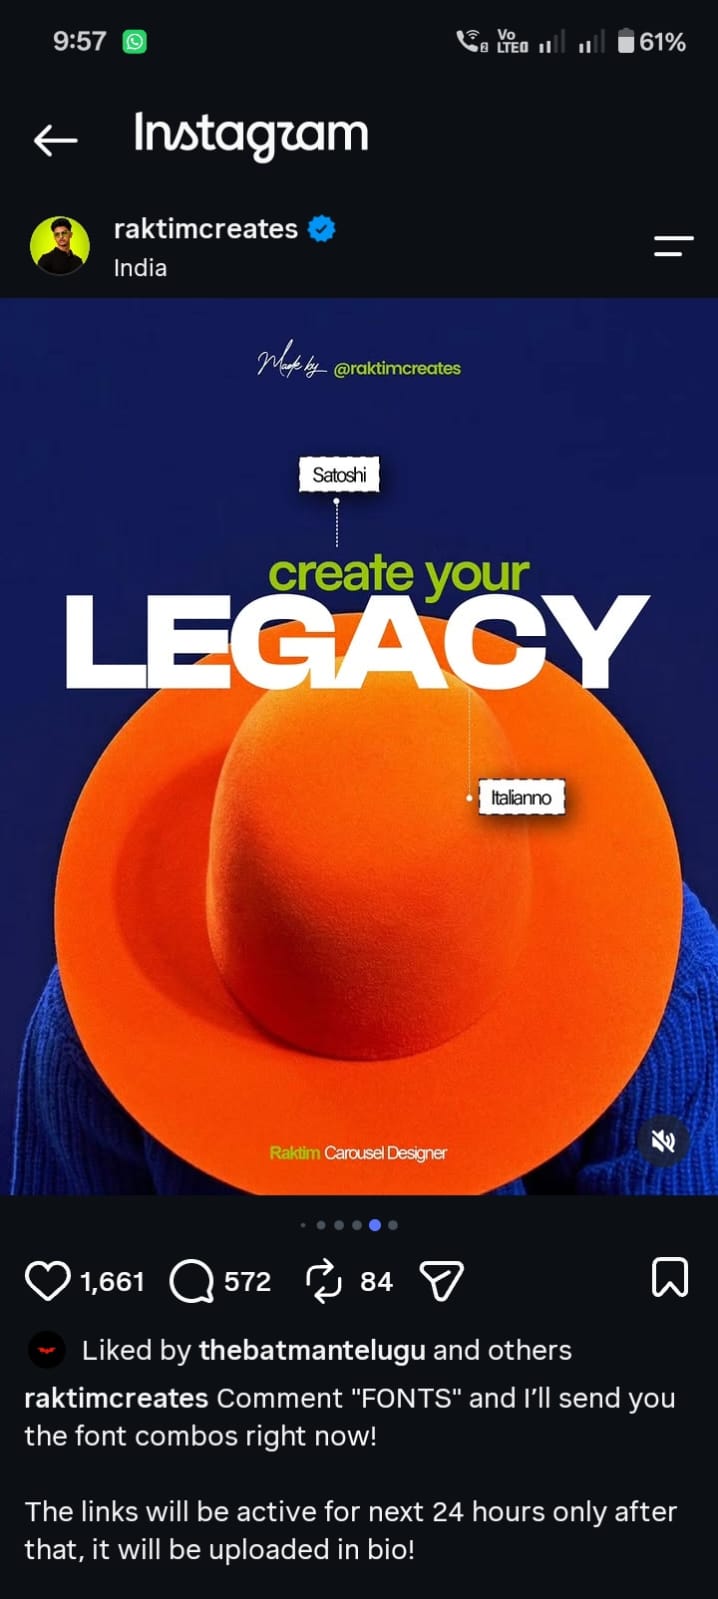 9:57
Vo
LTE
2
61%
Instagram
raktimcreates
India
Made by @raktimcreates
Satoshi
create your
LEGACY
Italianno
Raktim Carousel Designer
1,661 572 84
Liked by thebatmantelugu and others
raktimcreates Comment "FONTS" and I'll send you
the font combos right now!
The links will be active for next 24 hours only after
that, it will be uploaded in bio!